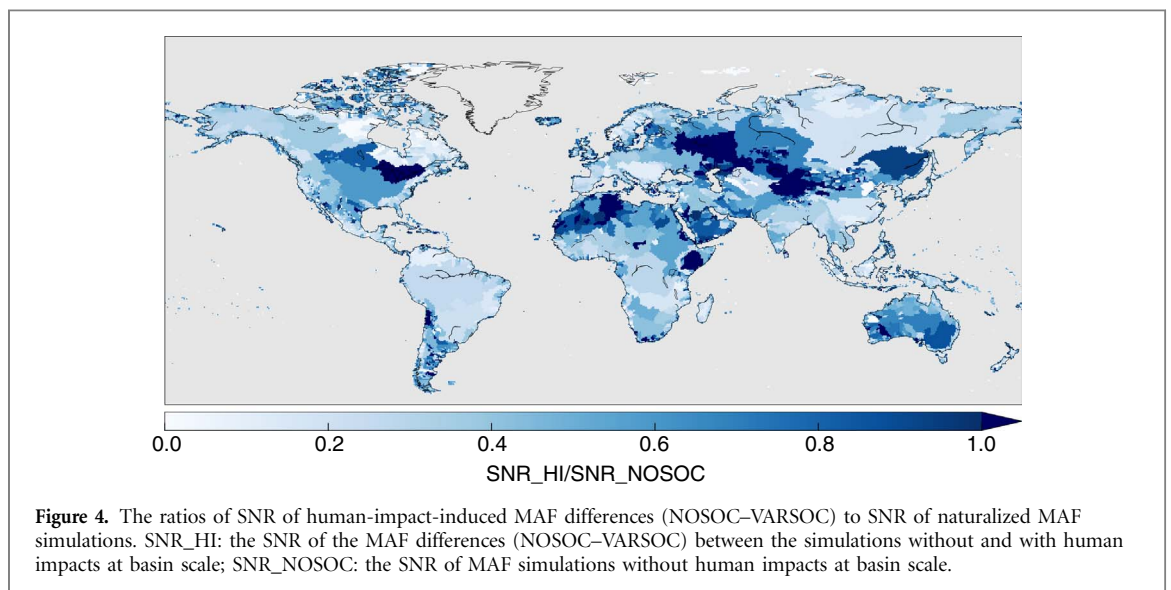 0.0 0.2 0.4 0.6 0.8 1.0
SNR_HI/SNR_NOSOC
Figure 4. The ratios of SNR of human-impact-induced MAF differences (NOSOC–VARSOC) to SNR of naturalized MAF
simulations. SNR_HI: the SNR of the MAF differences (NOSOC–VARSOC) between the simulations without and with human
impacts at basin scale; SNR_NOSOC: the SNR of MAF simulations without human impacts at basin scale.